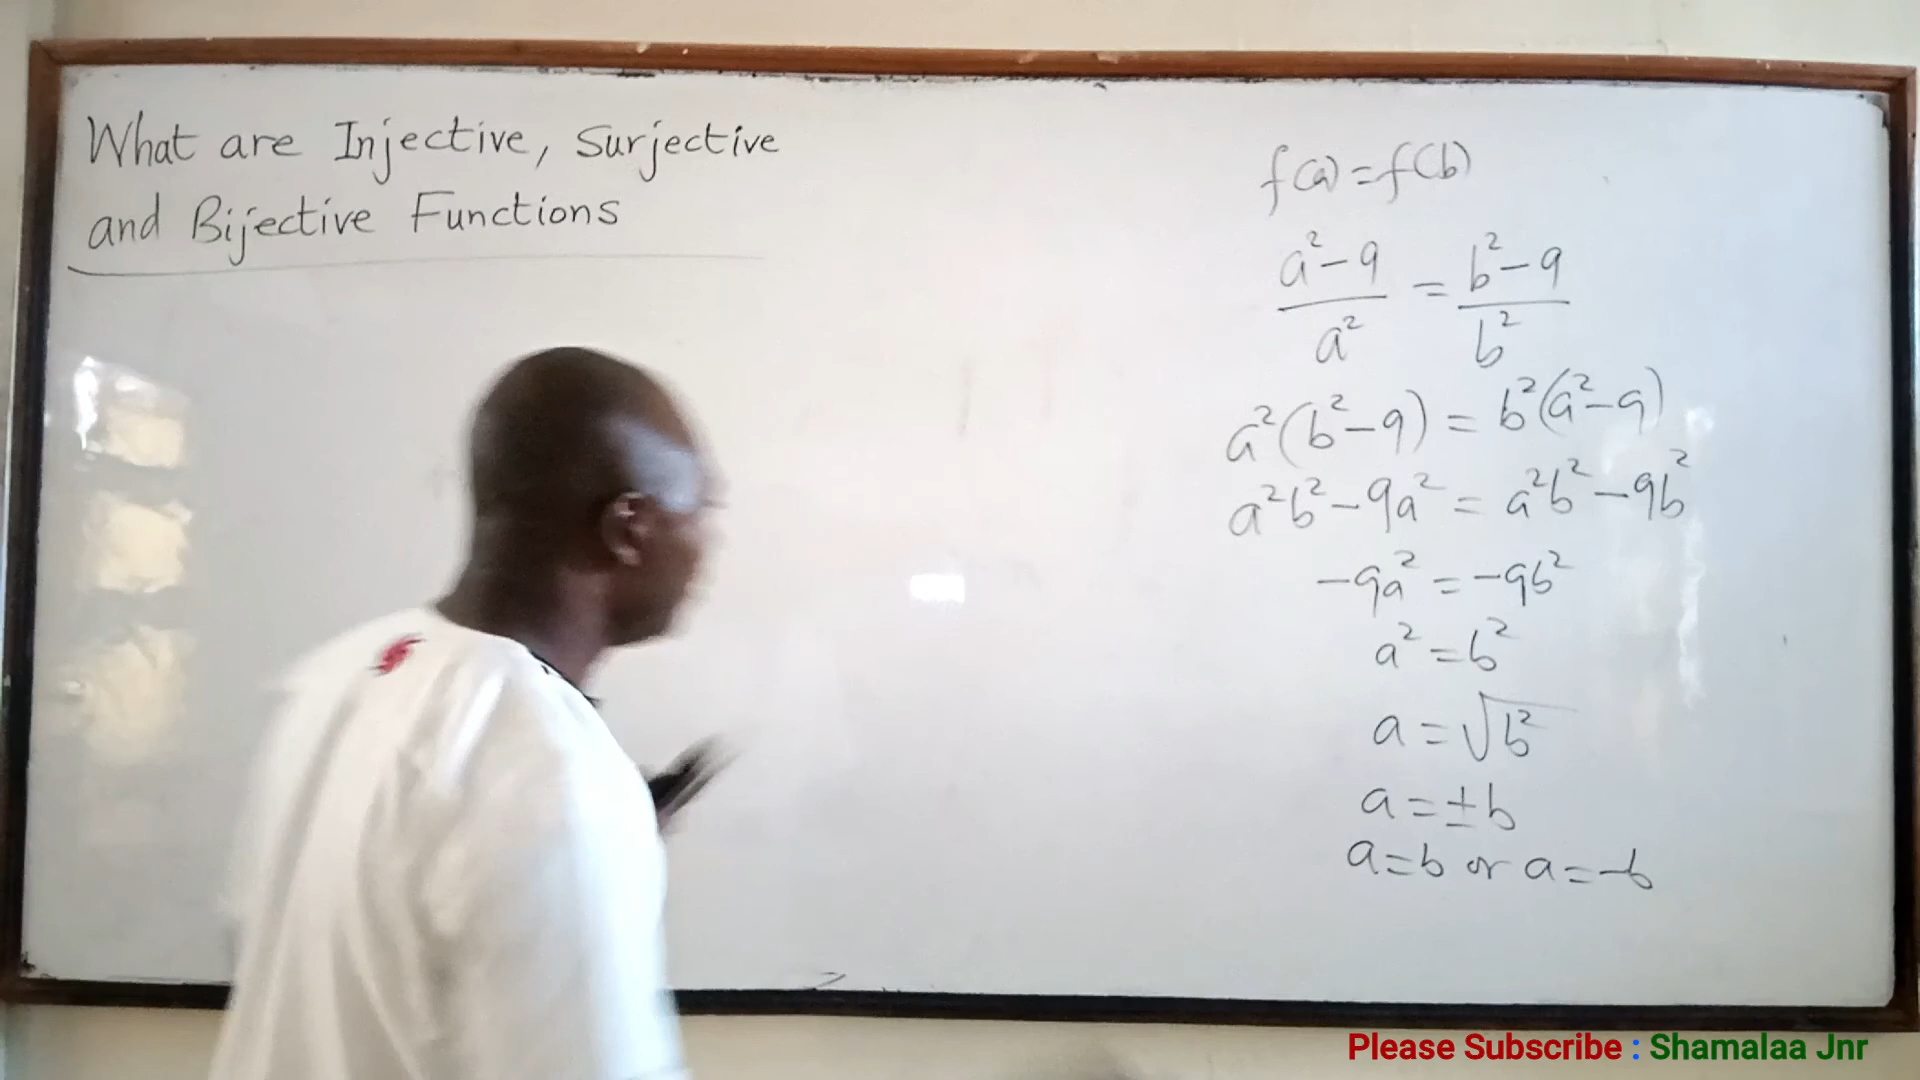 What are Injective, Surjective
and Bijective Functions
f(a) = f(b)
a² - 9 / a² = b² - 9 / b²
a²(b² - 9) = b²(a² - 9)
a²b² - 9a² = a²b² - 9b²
-9a² = -9b²
a² = b²
a = √b²
a = ±b
a = b or a = -b
Please Subscribe : Shamalaa Jnr